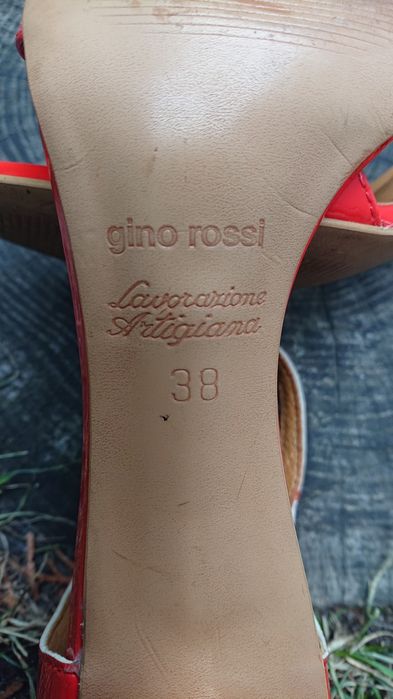 gino rossi
Lavorazione
Artigiana
38